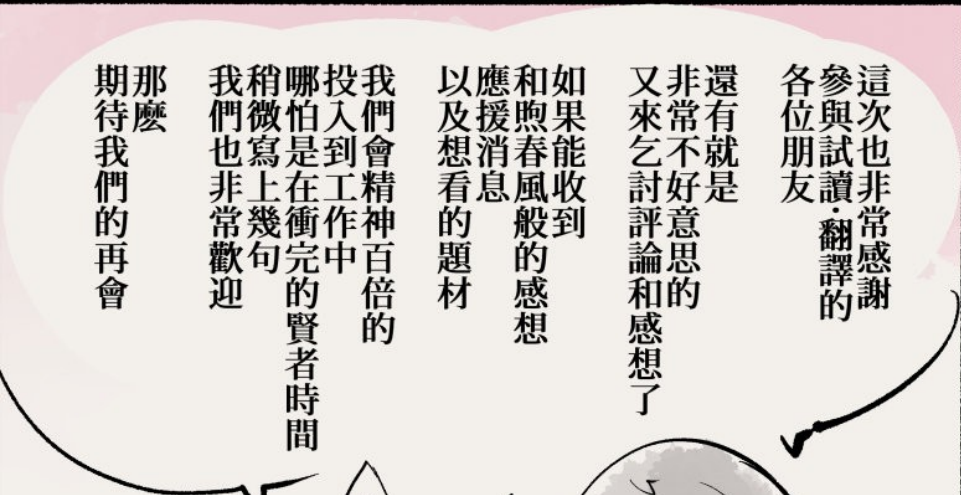 這次也非常感謝
參與試讀·翻譯的
各位朋友
還有就是
非常不好意思的
又來乞討評論和感想了
如果能收到
和煦春風般的感想
應援消息
以及想看的題材
我們會精神百倍的
投入到工作中
哪怕是在衝完的賢者時間
稍微寫上幾句
我們也非常歡迎
那麼
期待我們的再會